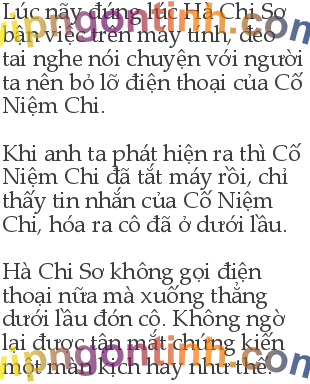 Lúc nãy đúng lúc Hà Chi Sơ
bận việc trên máy tính, đeo
tai nghe nói chuyện với người
ta nên bỏ lỡ điện thoại của Cố
Niệm Chi.
Khi anh ta phát hiện ra thì Cố
Niệm Chi đã tắt máy rồi, chỉ
thấy tin nhắn của Cố Niệm
Chi, hóa ra cô đã ở dưới lầu.
Hà Chi Sơ không gọi điện
thoại nữa mà xuống thẳng
dưới lầu đón cô. Không ngờ
lại được tận mắt chứng kiến
một màn kịch hay như thế.
vipngontinh.com
vipngontinh.com